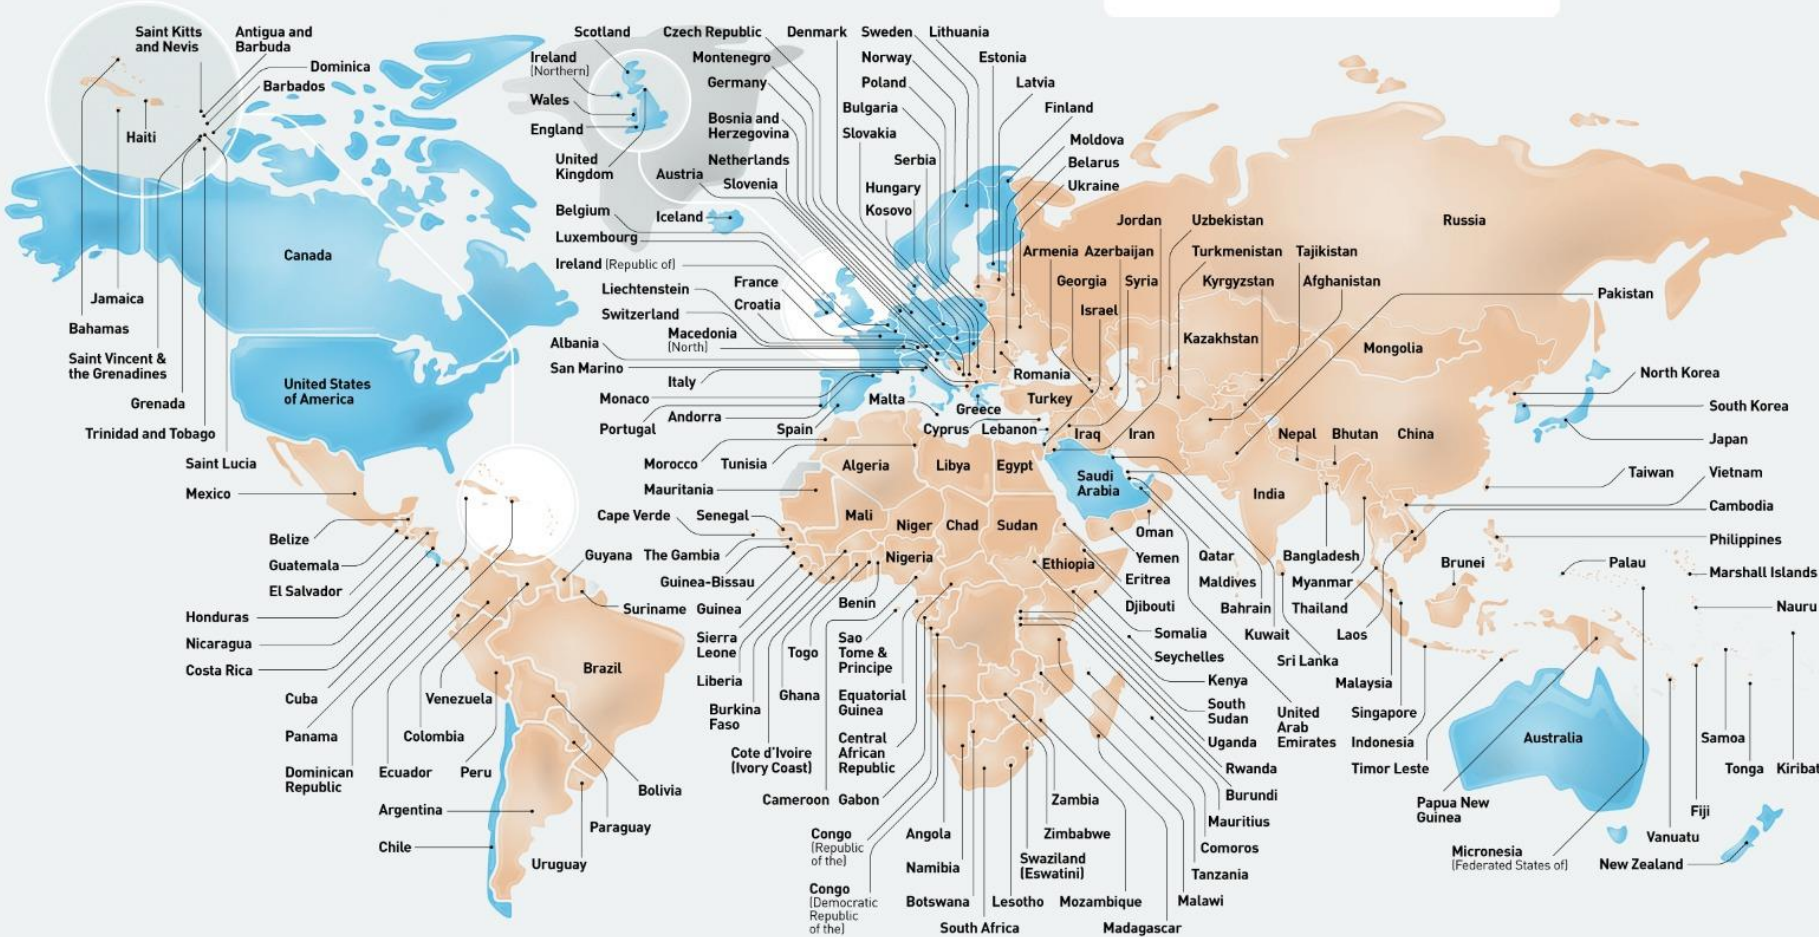 Saint Kitts
and Nevis
Antigua and
Barbuda
Dominica
Barbados
Haiti
Jamaica
Bahamas
Saint Vincent &
the Grenadines
Grenada
Trinidad and Tobago
Saint Lucia
Canada
United States
of America
Mexico
Belize
Guatemala
El Salvador
Honduras
Nicaragua
Costa Rica
Cuba
Panama
Dominican
Republic
Ecuador
Colombia
Venezuela
Peru
Argentina
Chile
Guyana
Suriname
Brazil
Bolivia
Paraguay
Uruguay
Scotland
Ireland
(Northern)
Wales
England
United
Kingdom
Czech Republic
Montenegro
Germany
Bosnia and
Herzegovina
Netherlands
Austria
Slovenia
Belgium
Iceland
Luxembourg
Ireland (Republic of)
Liechtenstein
France
Croatia
Switzerland
Macedonia
(North)
Albania
San Marino
Italy
Monaco
Andorra
Portugal
Spain
Malta
Denmark
Sweden
Lithuania
Norway
Estonia
Poland
Latvia
Bulgaria
Finland
Slovakia
Moldova
Serbia
Belarus
Hungary
Ukraine
Kosovo
Romania
Greece
Turkey
Cyprus
Lebanon
Jordan
Uzbekistan
Russia
Armenia
Azerbaijan
Turkmenistan
Tajikistan
Georgia
Syria
Kyrgyzstan
Afghanistan
Israel
Pakistan
Kazakhstan
Mongolia
Iraq
Iran
Nepal
Bhutan
China
North Korea
South Korea
Japan
Taiwan
Vietnam
Cambodia
Philippines
Saudi
Arabia
India
Oman
Yemen
Qatar
Bangladesh
Brunei
Palau
Marshall Islands
Eritrea
Maldives
Myanmar
Djibouti
Bahrain
Thailand
Nauru
Somalia
Kuwait
Laos
Seychelles
Sri Lanka
Kenya
Malaysia
South
Sudan
United
Arab
Emirates
Singapore
Uganda
Indonesia
Rwanda
Timor Leste
Burundi
Mauritius
Comoros
Tanzania
Malawi
Morocco
Tunisia
Algeria
Libya
Egypt
Mauritania
Cape Verde
Senegal
Mali
Niger
Chad
Sudan
The Gambia
Nigeria
Ethiopia
Guinea-Bissau
Guinea
Benin
Sierra
Leone
Togo
Sao
Tome &
Principe
Liberia
Ghana
Equatorial
Guinea
Burkina
Faso
Cote d'Ivoire
(Ivory Coast)
Central
African
Republic
Cameroon
Gabon
Congo
(Republic
of the)
Congo
(Democratic
Republic
of the)
Angola
Namibia
Botswana
South Africa
Lesotho
Swaziland
(Eswatini)
Zimbabwe
Zambia
Mozambique
Madagascar
Australia
Papua New
Guinea
Micronesia
(Federated States of)
New Zealand
Vanuatu
Fiji
Samoa
Tonga
Kiribat